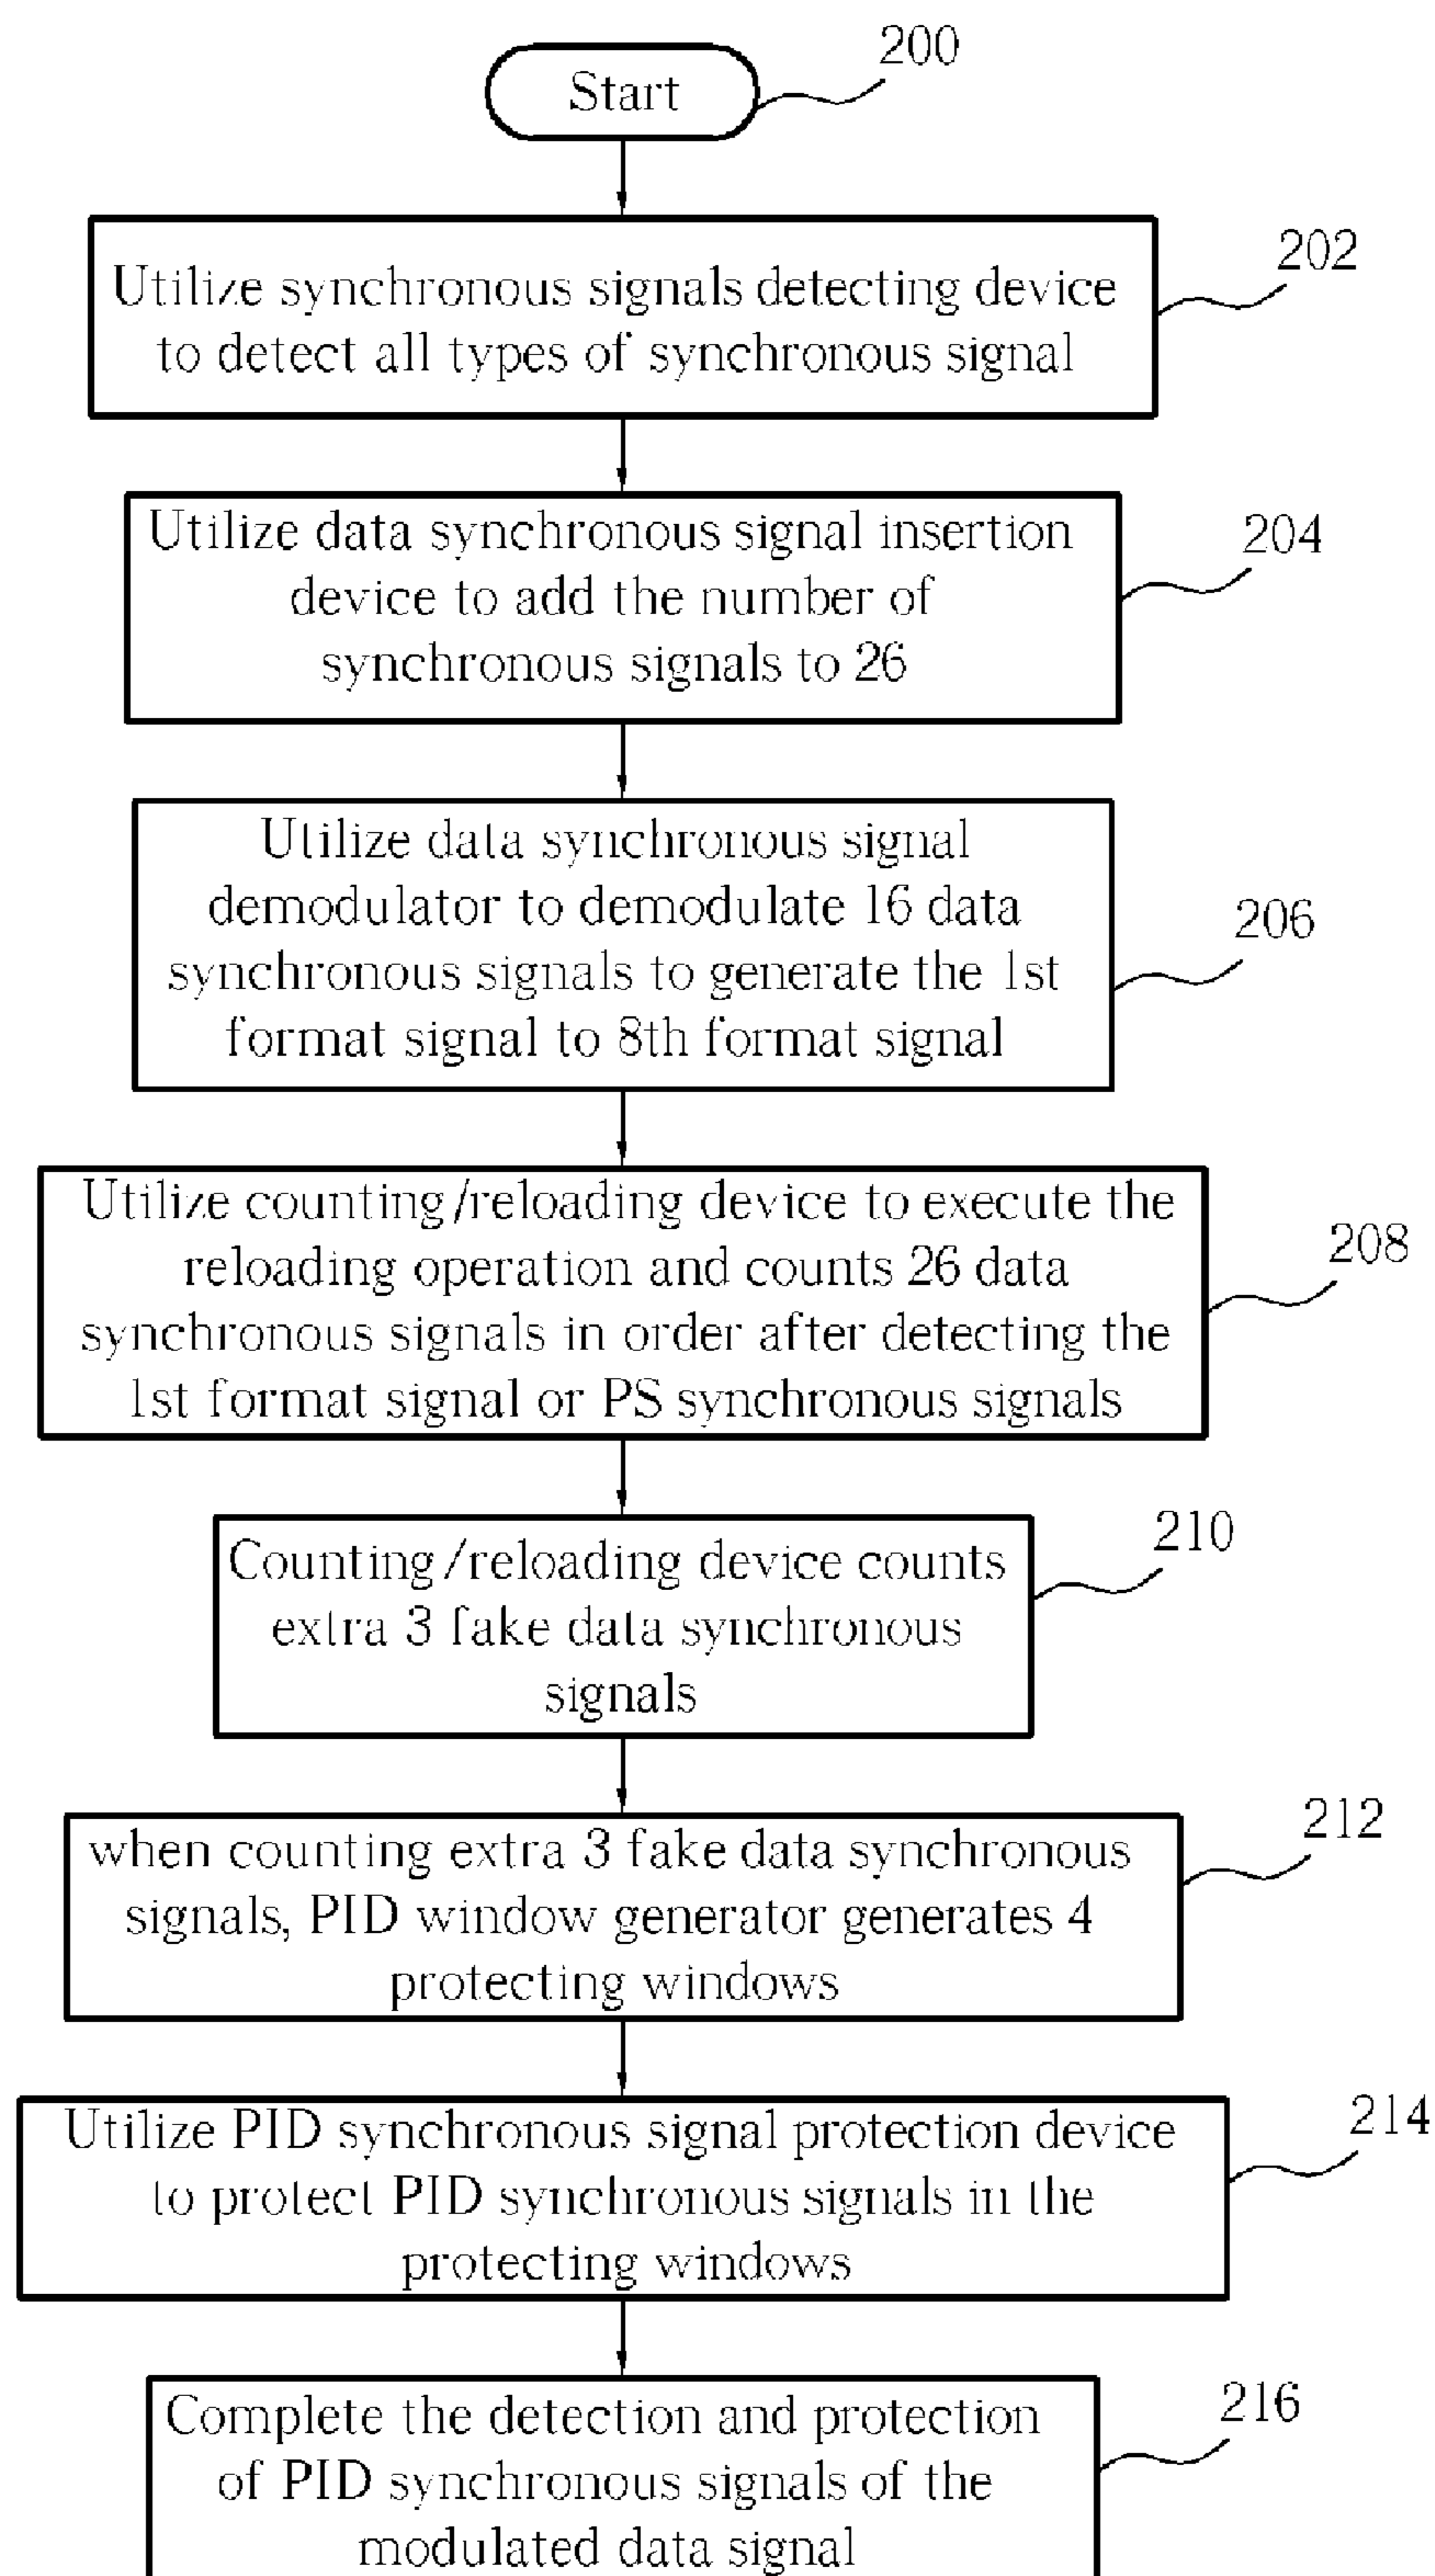 200
Start
202
Utilize synchronous signals detecting device
to detect all types of synchronous signal
204
Utilize data synchronous signal insertion
device to add the number of
synchronous signals to 26
Utilize data synchronous signal
demodulator to demodulate 16 data
206
synchronous signals to generate the 1st
format signal to 8th format signal
Utilize counting/reloading device to execute the
208
reloading operation and counts 26 data
synchronous signals in order after detecting the
1st format signal or PS synchronous signals
210
Counting/reloading device counts
extra 3 fake data synchronous
signals
212
when counting extra 3 fake data synchronous
signals, PID window generator generates 4
protecting windows
214
Utilize PID synchronous signal protection device
to protect PID synchronous signals in the
protecting windows
216
Complete the detection and protection
of PID synchronous signals of the
modulated data signal